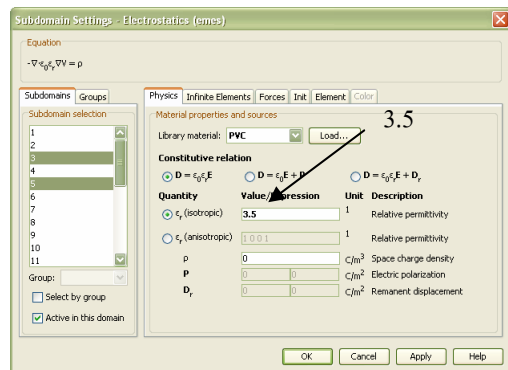 Subdomain Settings - Electrostatics (emes)
Equation
-∇·ε₀εᵣ∇V = ρ
Subdomains Groups
Physics Infinite Elements Forces Init Element Color
Subdomain selection
1
2
3
4
5
6
7
8
9
10
11
Group:
Select by group
Active in this domain
Material properties and sources
3.5
Library material: PVC Load...
Constitutive relation
D = ε₀εᵣE D = ε₀E + P D = ε₀εᵣE + Dᵣ
Quantity Value/Expression Unit Description
εᵣ (isotropic) 3.5 1 Relative permittivity
εᵣ (anisotropic) 1 0 0 1 1 Relative permittivity
ρ 0 C/m³ Space charge density
P 0 0 C/m² Electric polarization
Dᵣ 0 0 C/m² Remanent displacement
OK Cancel Apply Help